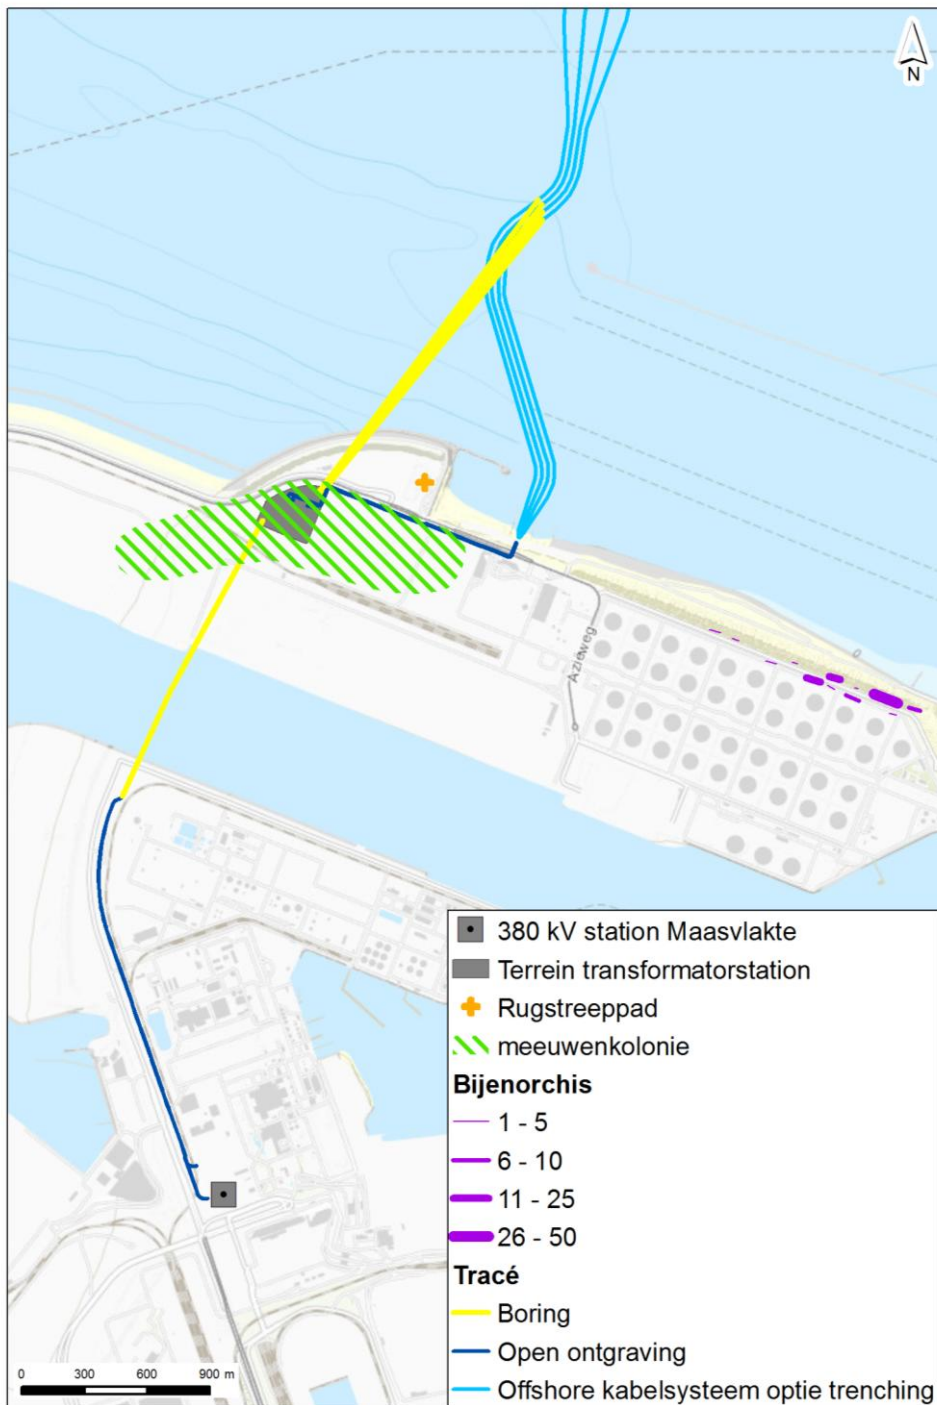 N
Aziëweg
380 kV station Maasvlakte
Terrein transformatorstation
Rugstreeppad
meeuwenkolonie
Bijenorchis
1 - 5
6 - 10
11 - 25
26 - 50
Tracé
Boring
Open ontgraving
Offshore kabelsysteem optie trenching
0 300 600 900 m